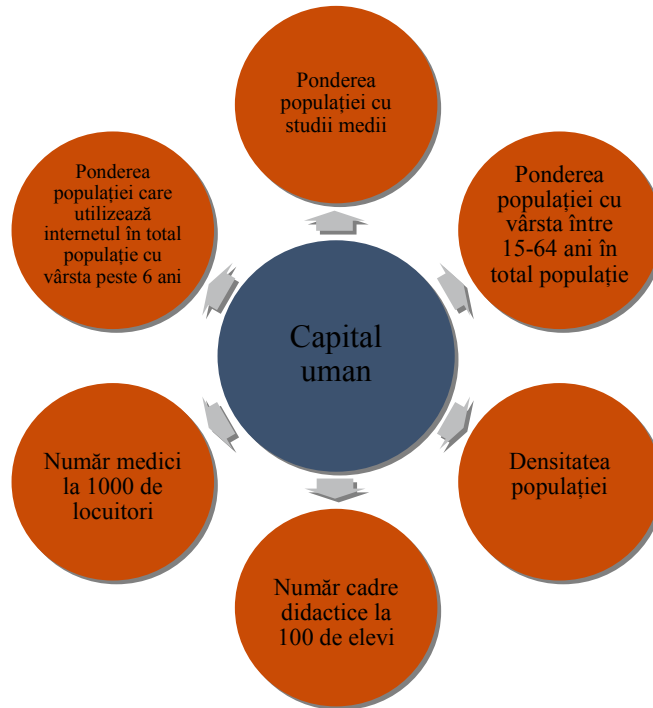 Ponderea
populației cu
studii medii
Ponderea
populației cu
vârsta între
15-64 ani în
total populație
Densitatea
populației
Număr cadre
didactice la
100 de elevi
Număr medici
la 1000 de
locuitori
Ponderea
populației care
utilizează
internetul în total
populație cu
vârsta peste 6 ani
Capital
uman